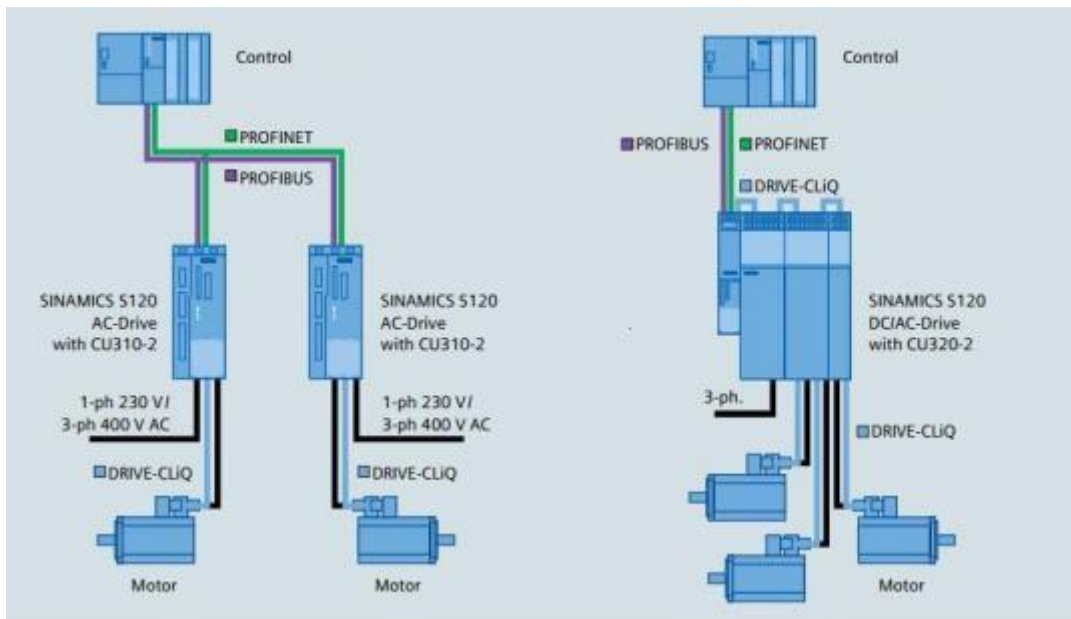 Control
PROFINET
PROFIBUS
SINAMICS S120
AC-Drive
with CU310-2
SINAMICS S120
AC-Drive
with CU310-2
1-ph 230 V/
3-ph 400 V AC
1-ph 230 V/
3-ph 400 V AC
DRIVE-CLiQ
DRIVE-CLiQ
Motor
Motor
Control
PROFIBUS
PROFINET
DRIVE-CLiQ
SINAMICS S120
DC/AC-Drive
with CU320-2
3-ph.
DRIVE-CLiQ
Motor